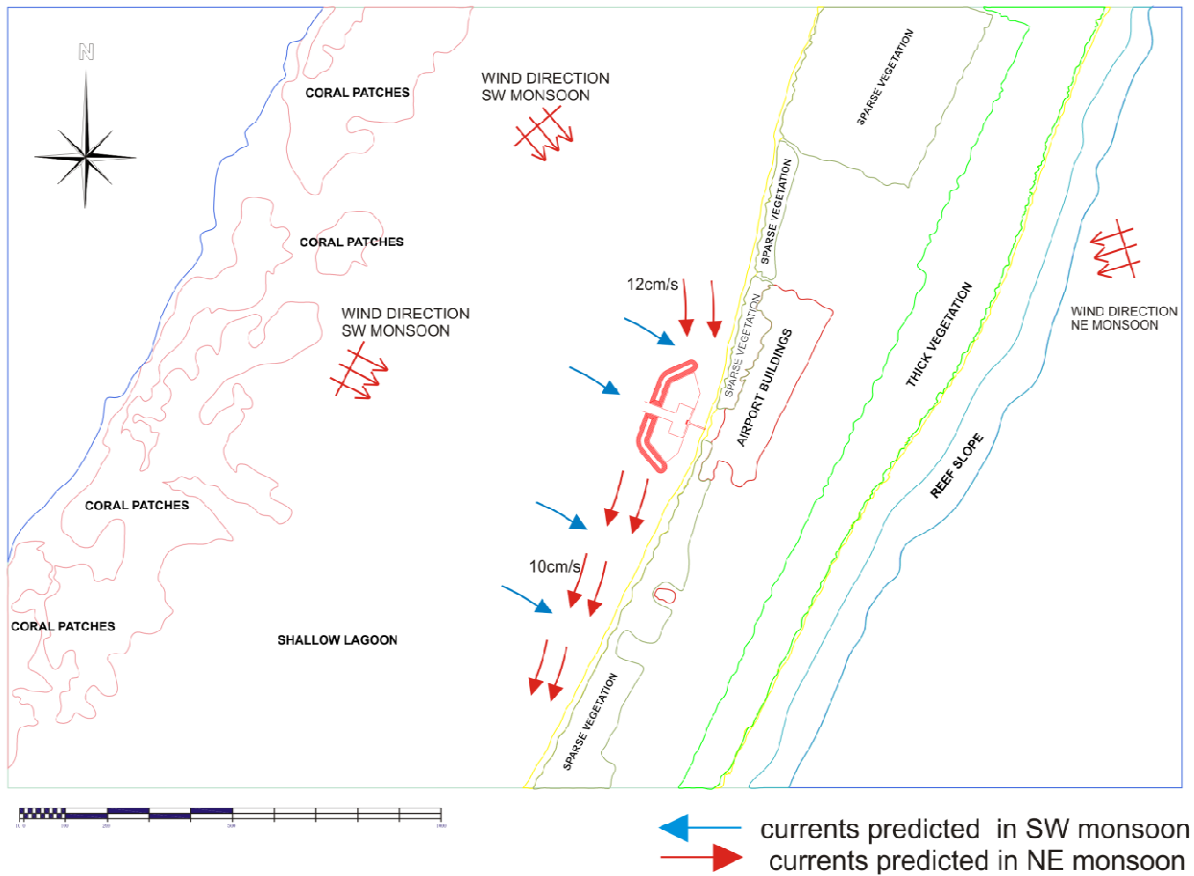 N
WIND DIRECTION
SW MONSOON
CORAL PATCHES
SPARSE VEGETATION
SPARSE VEGETATION
CORAL PATCHES
12cm/s
WIND DIRECTION
SW MONSOON
WIND DIRECTION
NE MONSOON
SPARSE VEGETATION
AIRPORT BUILDINGS
THICK VEGETATION
REEF SLOPE
CORAL PATCHES
10cm/s
CORAL PATCHES
SHALLOW LAGOON
SPARSE VEGETATION
currents predicted in SW monsoon
currents predicted in NE monsoon